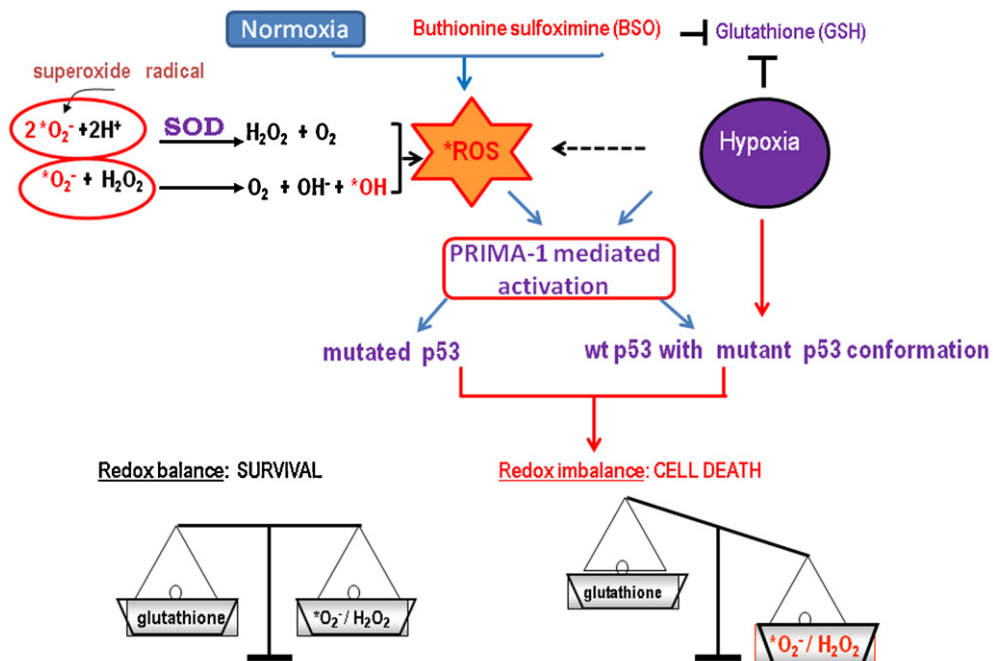 Normoxia
Buthionine sulfoximine (BSO)
Glutathione (GSH)
superoxide radical
2 *O₂⁻ +2H⁺
SOD
H₂O₂ + O₂
*O₂⁻ + H₂O₂
O₂ + OH⁻ + *OH
*ROS
Hypoxia
PRIMA-1 mediated
activation
mutated p53
wt p53 with mutant p53 conformation
Redox balance: SURVIVAL
Redox imbalance: CELL DEATH
glutathione
*O₂⁻/ H₂O₂
glutathione
*O₂⁻/ H₂O₂